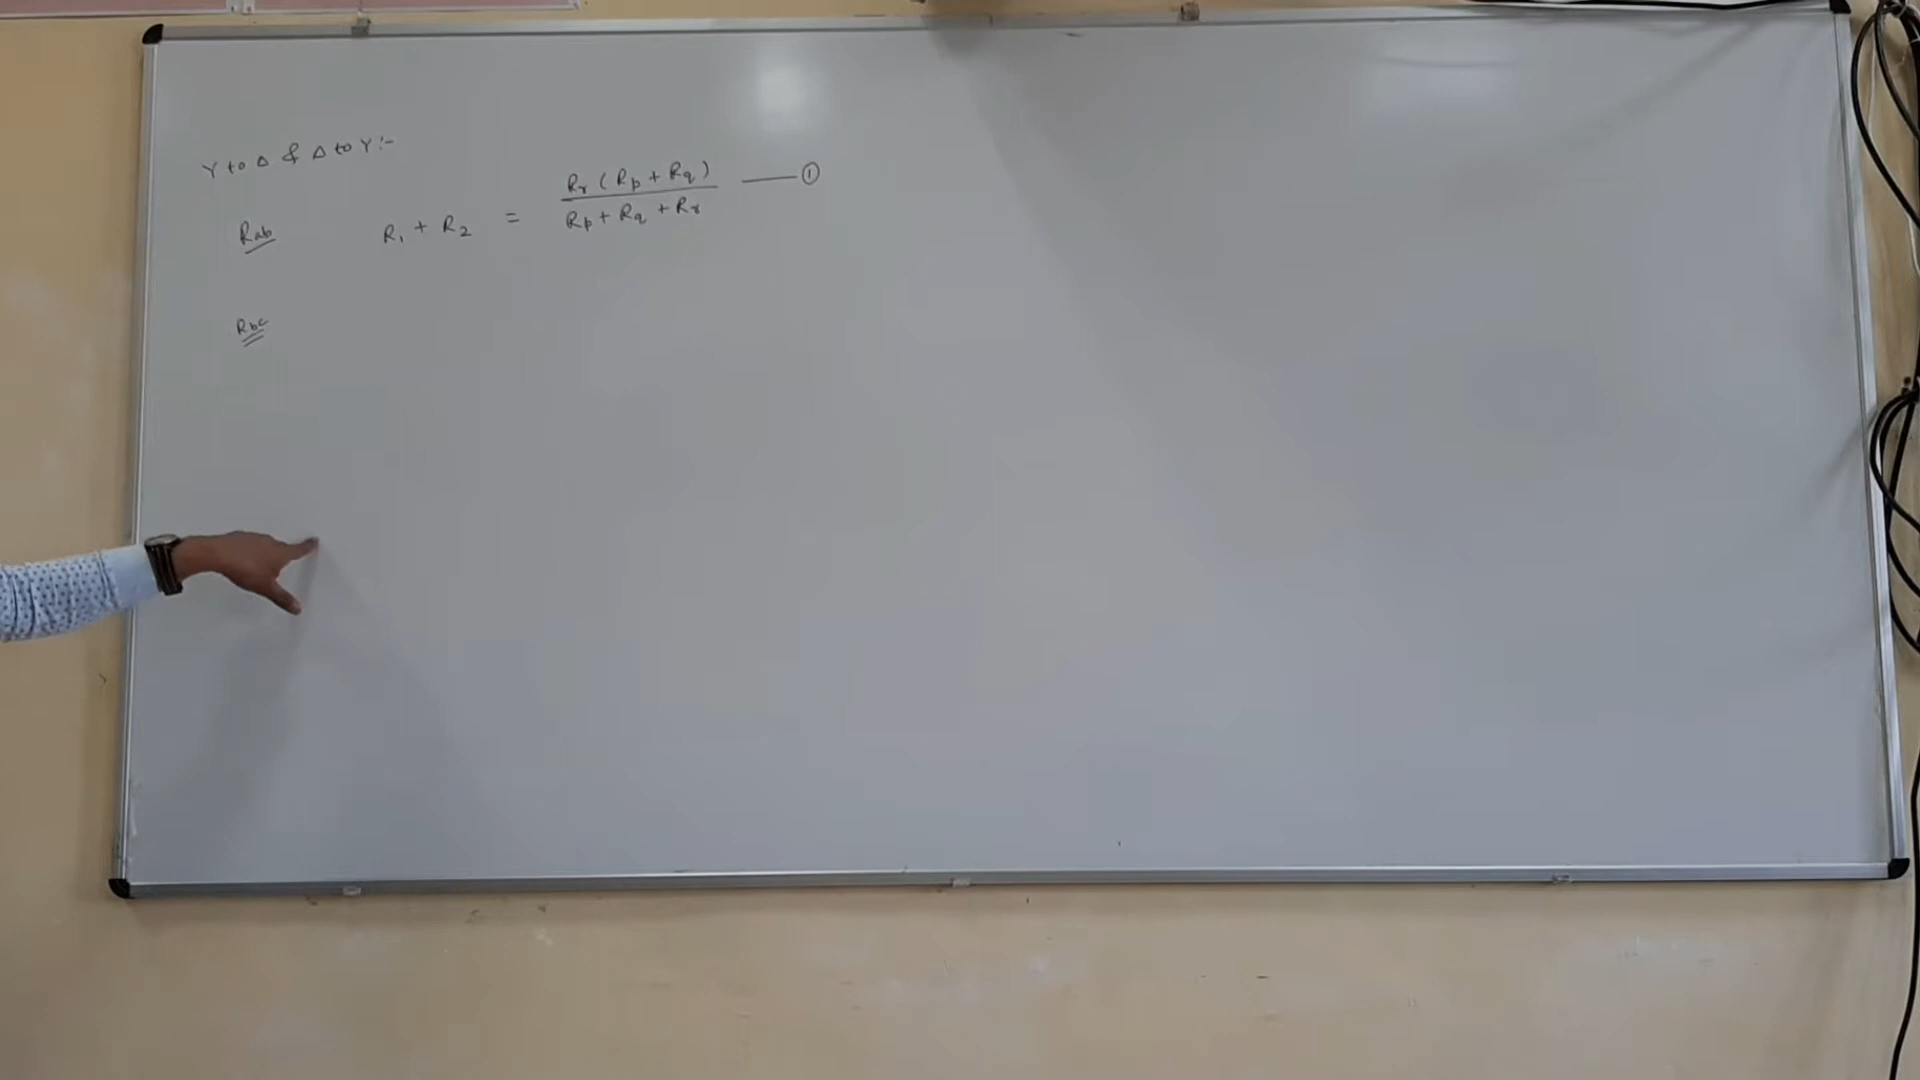 Y to Δ & Δ to Y :-
Rab R₁ + R₂ = Rr (Rp + Rq) / Rp + Rq + Rr —— ①
Rbc